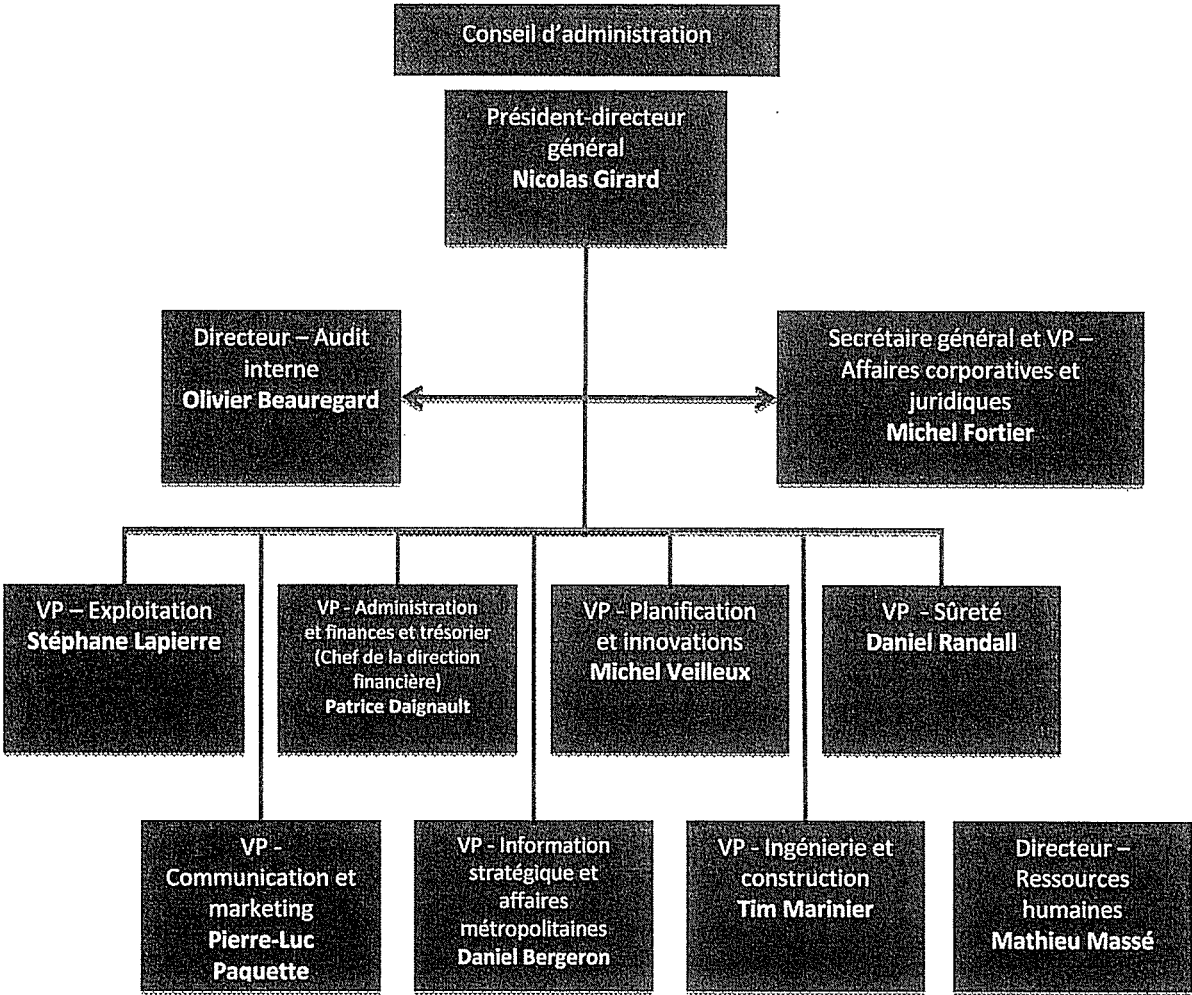 Conseil d'administration
Président-directeur
général
Nicolas Girard
Directeur – Audit
interne
Olivier Beauregard
Secrétaire général et VP –
Affaires corporatives et
juridiques
Michel Fortier
VP – Exploitation
Stéphane Lapierre
VP - Administration
et finances et trésorier
(Chef de la direction
financière)
Patrice Daignault
VP - Planification
et innovations
Michel Veilleux
VP - Sûreté
Daniel Randall
VP -
Communication et
marketing
Pierre-Luc
Paquette
VP - Information
stratégique et
affaires
métropolitaines
Daniel Bergeron
VP - Ingénierie et
construction
Tim Marinier
Directeur –
Ressources
humaines
Mathieu Massé